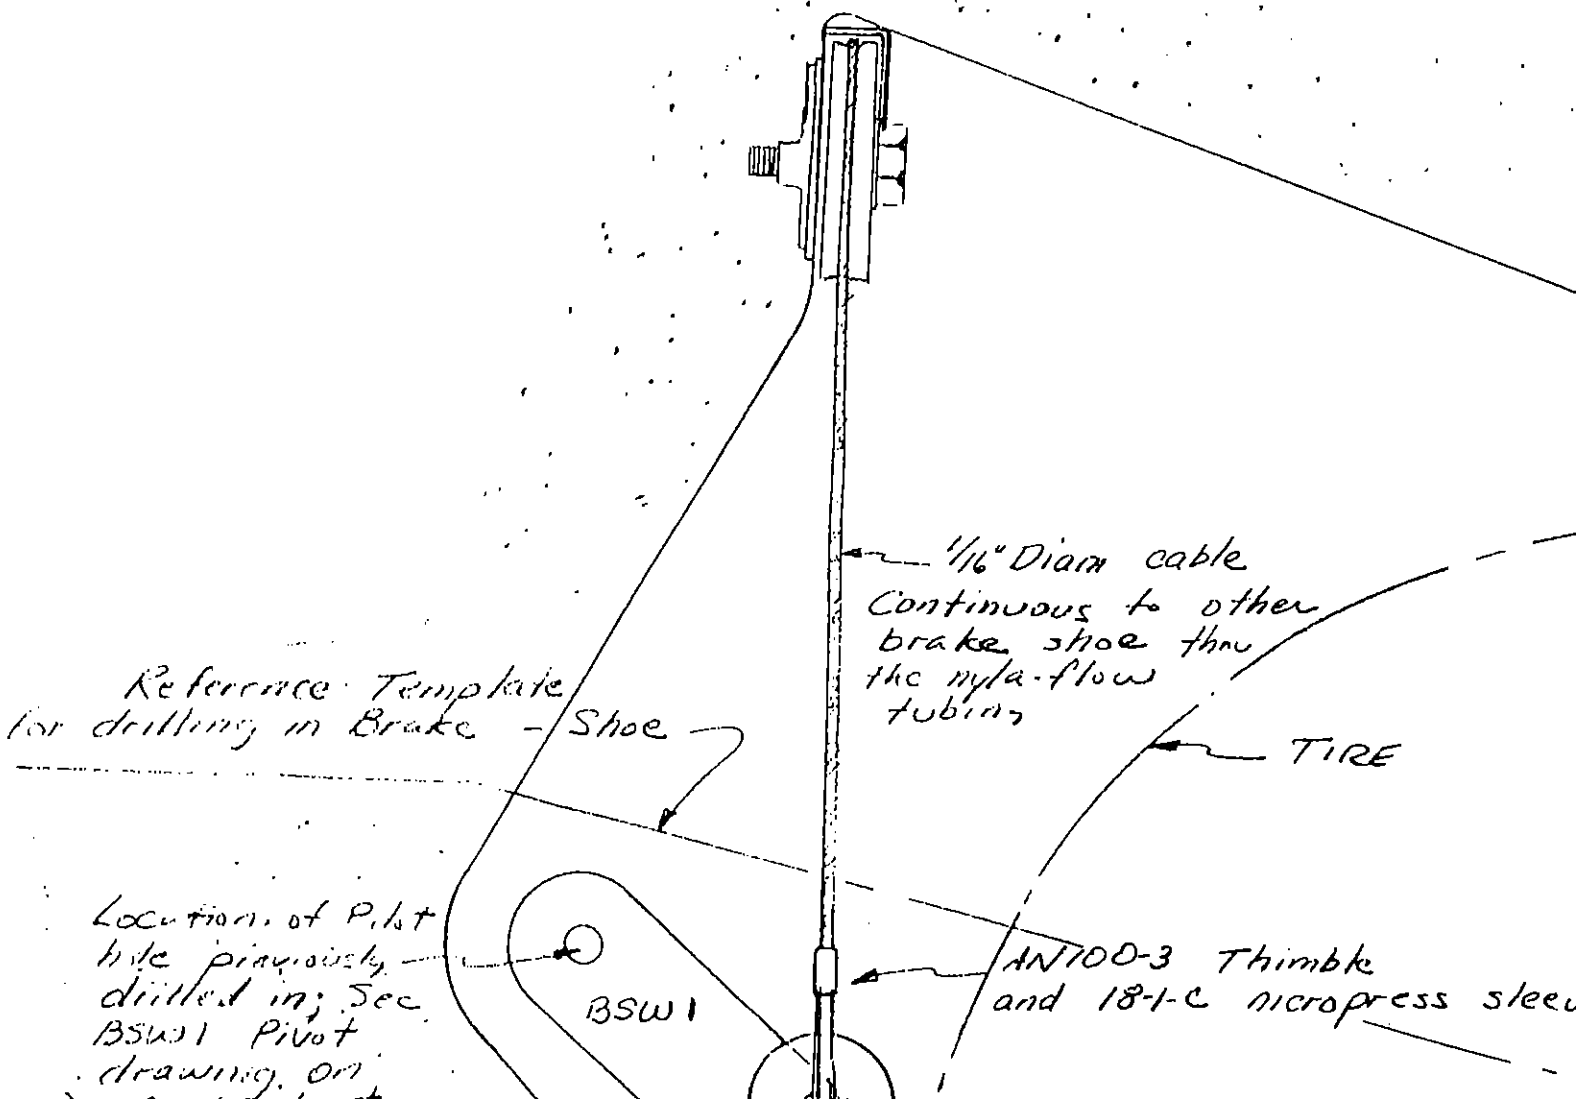 1/16" Diam cable
Continuous to other
brake shoe thru
the nyla-flow
tubing
Reference Template
for drilling in Brake - Shoe
TIRE
Location of Pilot
hole previously
drilled in; See
BSW1 Pivot
drawing on
BSW1
AN100-3 Thimble
and 18-1-C nicropress sleev